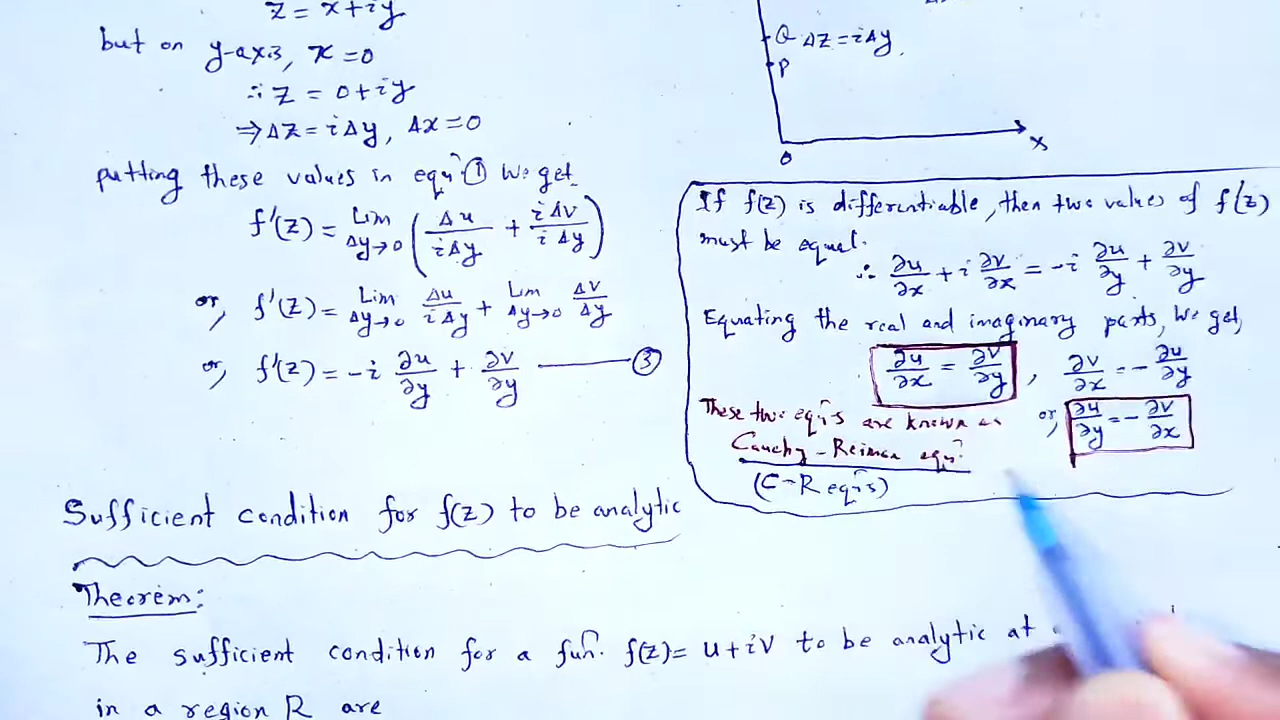 z = x+iy
but on y-axis, x = 0
∴ z = 0+iy
⇒ Δz = iΔy, Δx = 0
putting these values in eqn. ① we get
f'(z) = Lim Δy→0 (Δu/iΔy + iΔv/iΔy)
or, f'(z) = Lim Δy→0 Δu/iΔy + Lim Δy→0 Δv/Δy
or, f'(z) = -i ∂u/∂y + ∂v/∂y ——— ③
Q Δz = iΔy,
P
O
X
If f(z) is differentiable, then two values of f'(z)
must be equal.
∴ ∂u/∂x + i ∂v/∂x = -i ∂u/∂y + ∂v/∂y
Equating the real and imaginary parts, we get,
∂u/∂x = ∂v/∂y , ∂v/∂x = - ∂u/∂y
or, ∂u/∂y = - ∂v/∂x
These two eqns are known as
Cauchy-Reiman eqn.
(C-R eqns)
Sufficient condition for f(z) to be analytic
Theorem:
The sufficient condition for a fun. f(z) = u+iv to be analytic at
in a region R are